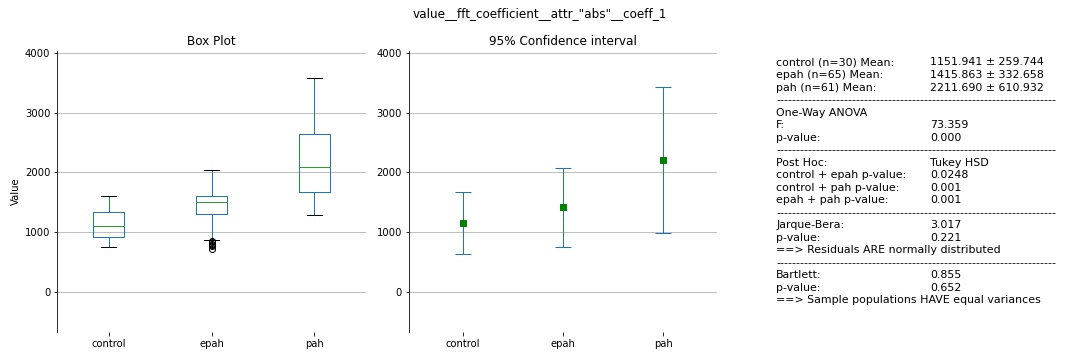 value__fft_coefficient__attr_"abs"__coeff_1
Box Plot
4000
3000
2000
1000
0
Value
control
epah
pah
95% Confidence interval
4000
3000
2000
1000
0
control
epah
pah
control (n=30) Mean: 1151.941 ± 259.744
epah (n=65) Mean: 1415.863 ± 332.658
pah (n=61) Mean: 2211.690 ± 610.932
One-Way ANOVA
F: 73.359
p-value: 0.000
Post Hoc: Tukey HSD
control + epah p-value: 0.0248
control + pah p-value: 0.001
epah + pah p-value: 0.001
Jarque-Bera: 3.017
p-value: 0.221
==> Residuals ARE normally distributed
Bartlett: 0.855
p-value: 0.652
==> Sample populations HAVE equal variances